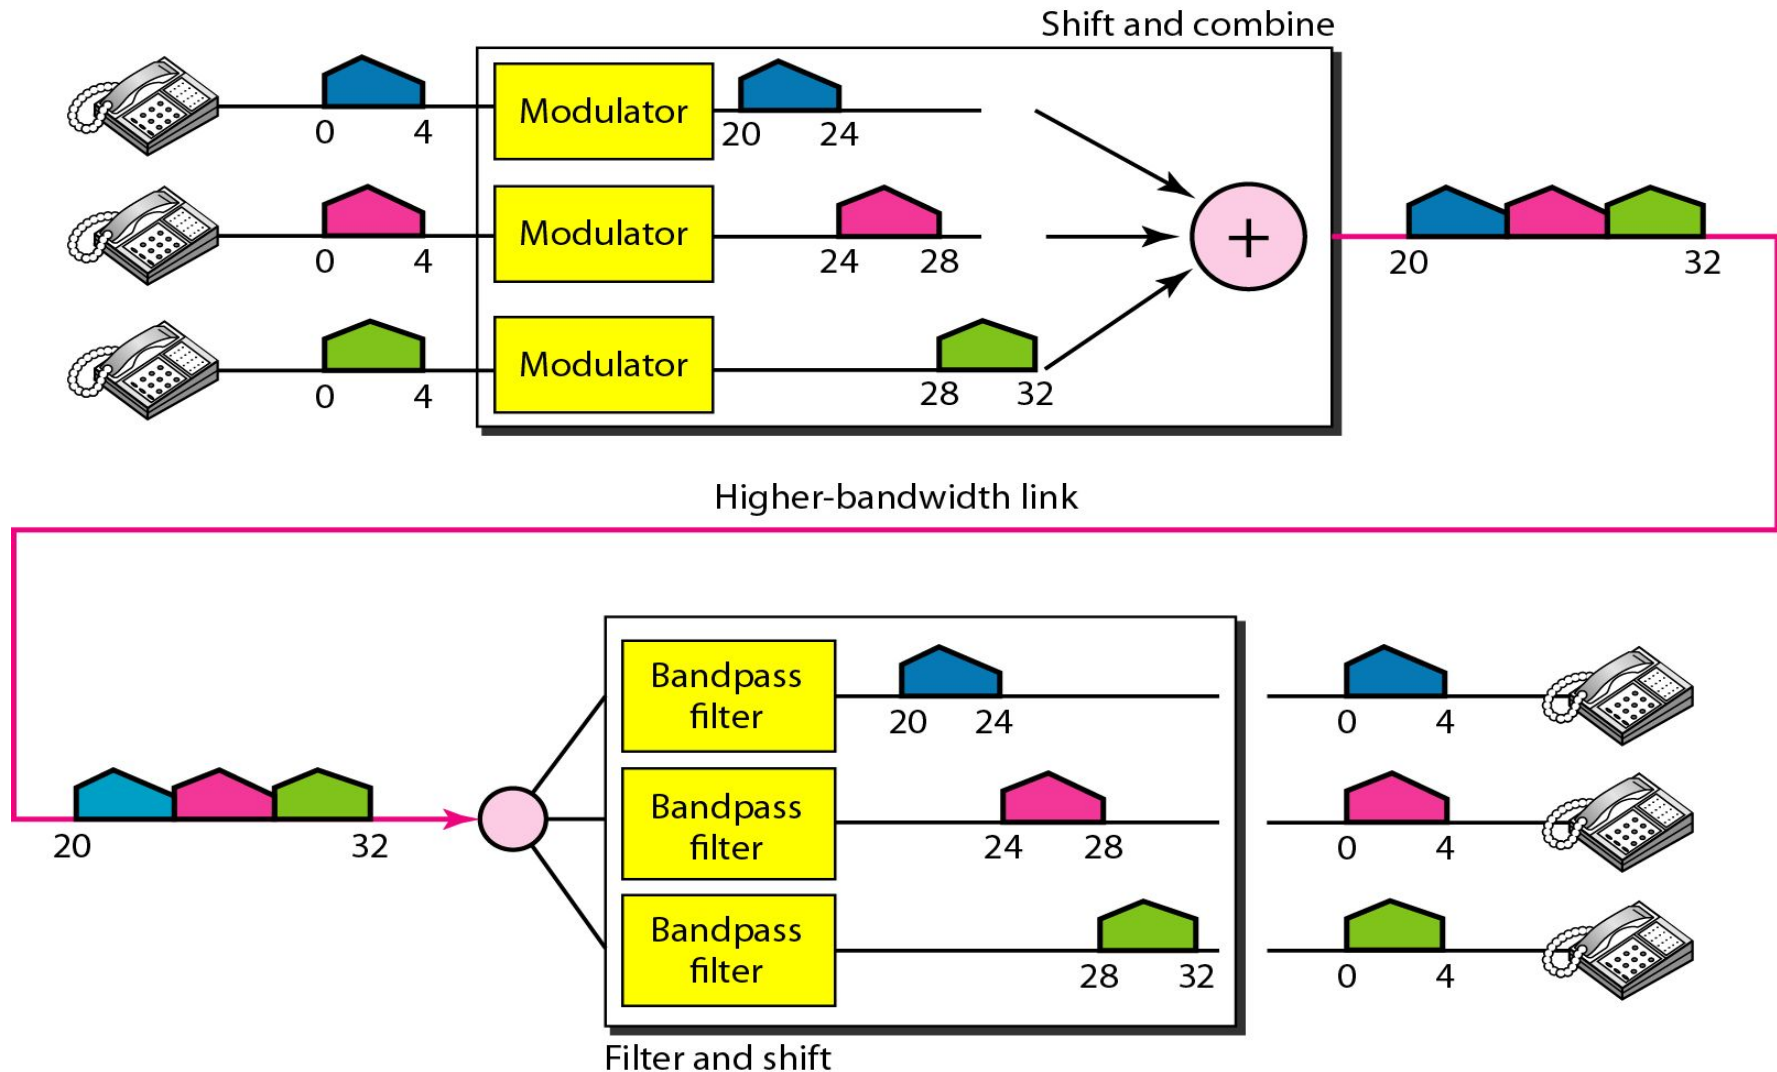 Shift and combine
Modulator
0 4
20 24
Modulator
0 4
24 28
20 32
Modulator
0 4
28 32
Higher-bandwidth link
Bandpass
filter
20 24
0 4
Bandpass
filter
20 32
24 28
0 4
Bandpass
filter
28 32
0 4
Filter and shift
+